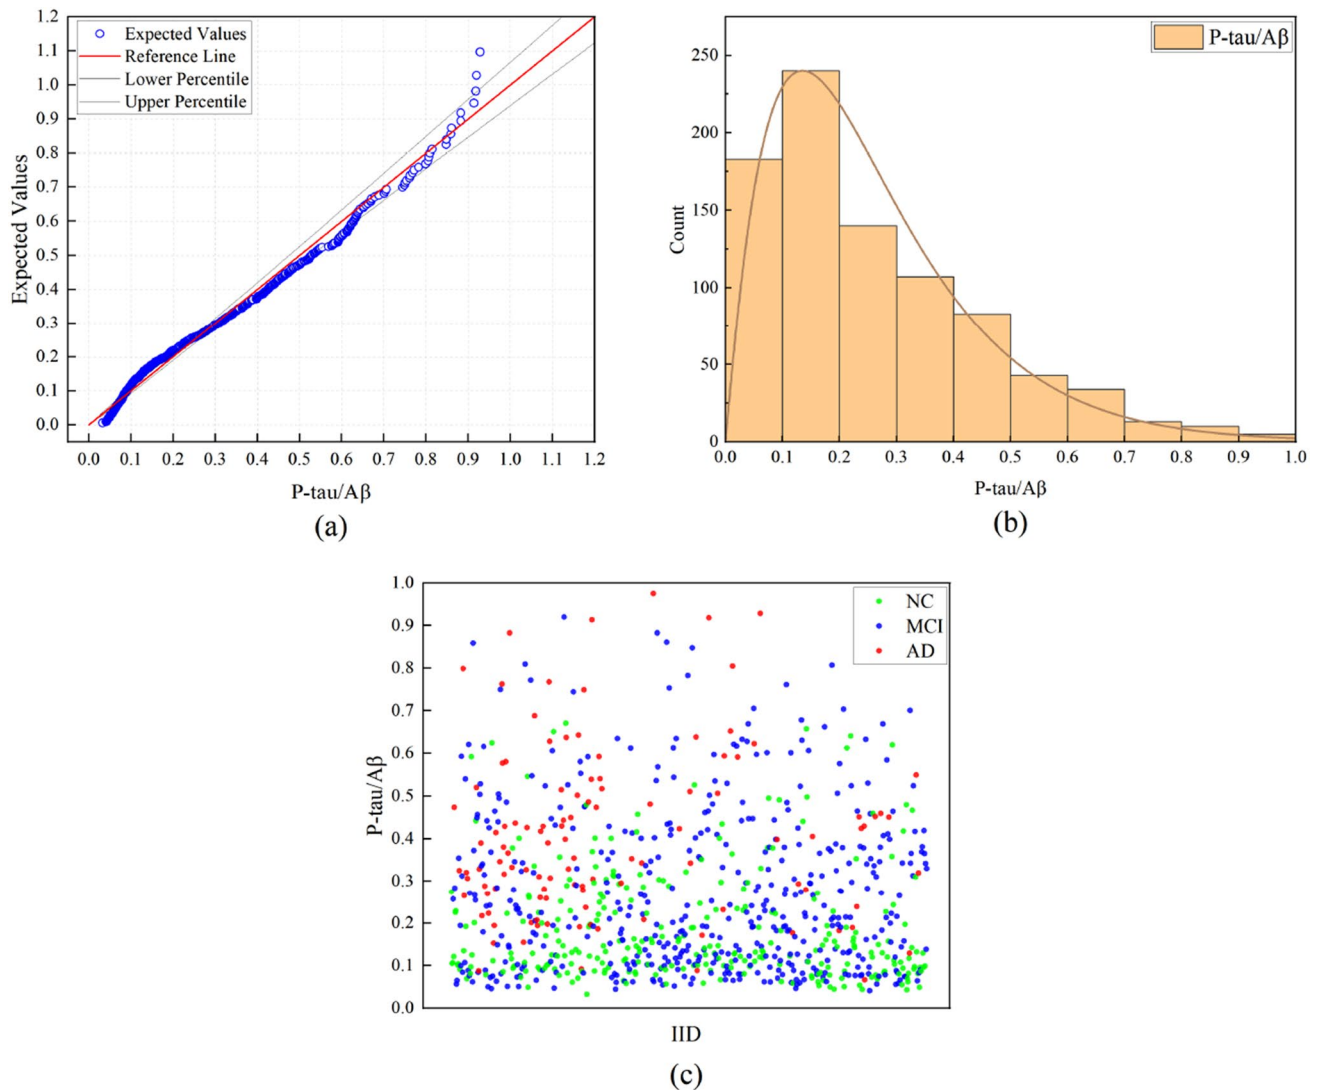 1.2
1.1
1.0
0.9
0.8
0.7
0.6
0.5
0.4
0.3
0.2
0.1
0.0
Expected Values
Expected Values
Reference Line
Lower Percentile
Upper Percentile
0.0 0.1 0.2 0.3 0.4 0.5 0.6 0.7 0.8 0.9 1.0 1.1 1.2
P-tau/Aβ
(a)
250
200
150
100
50
0
Count
P-tau/Aβ
0.0 0.1 0.2 0.3 0.4 0.5 0.6 0.7 0.8 0.9 1.0
P-tau/Aβ
(b)
1.0
0.9
0.8
0.7
0.6
0.5
0.4
0.3
0.2
0.1
0.0
P-tau/Aβ
NC
MCI
AD
IID
(c)